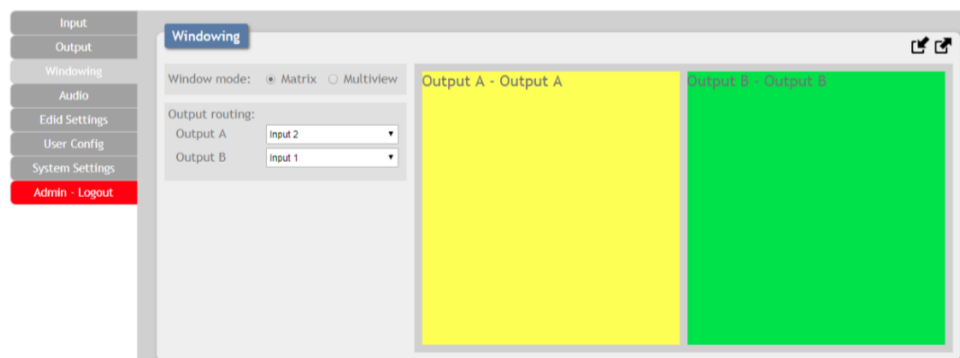 Input
Output
Windowing
Audio
Edid Settings
User Config
System Settings
Admin - Logout
Windowing
Window mode: Matrix Multiview
Output routing:
Output A Input 2
Output B Input 1
Output A - Output A
Output B - Output B